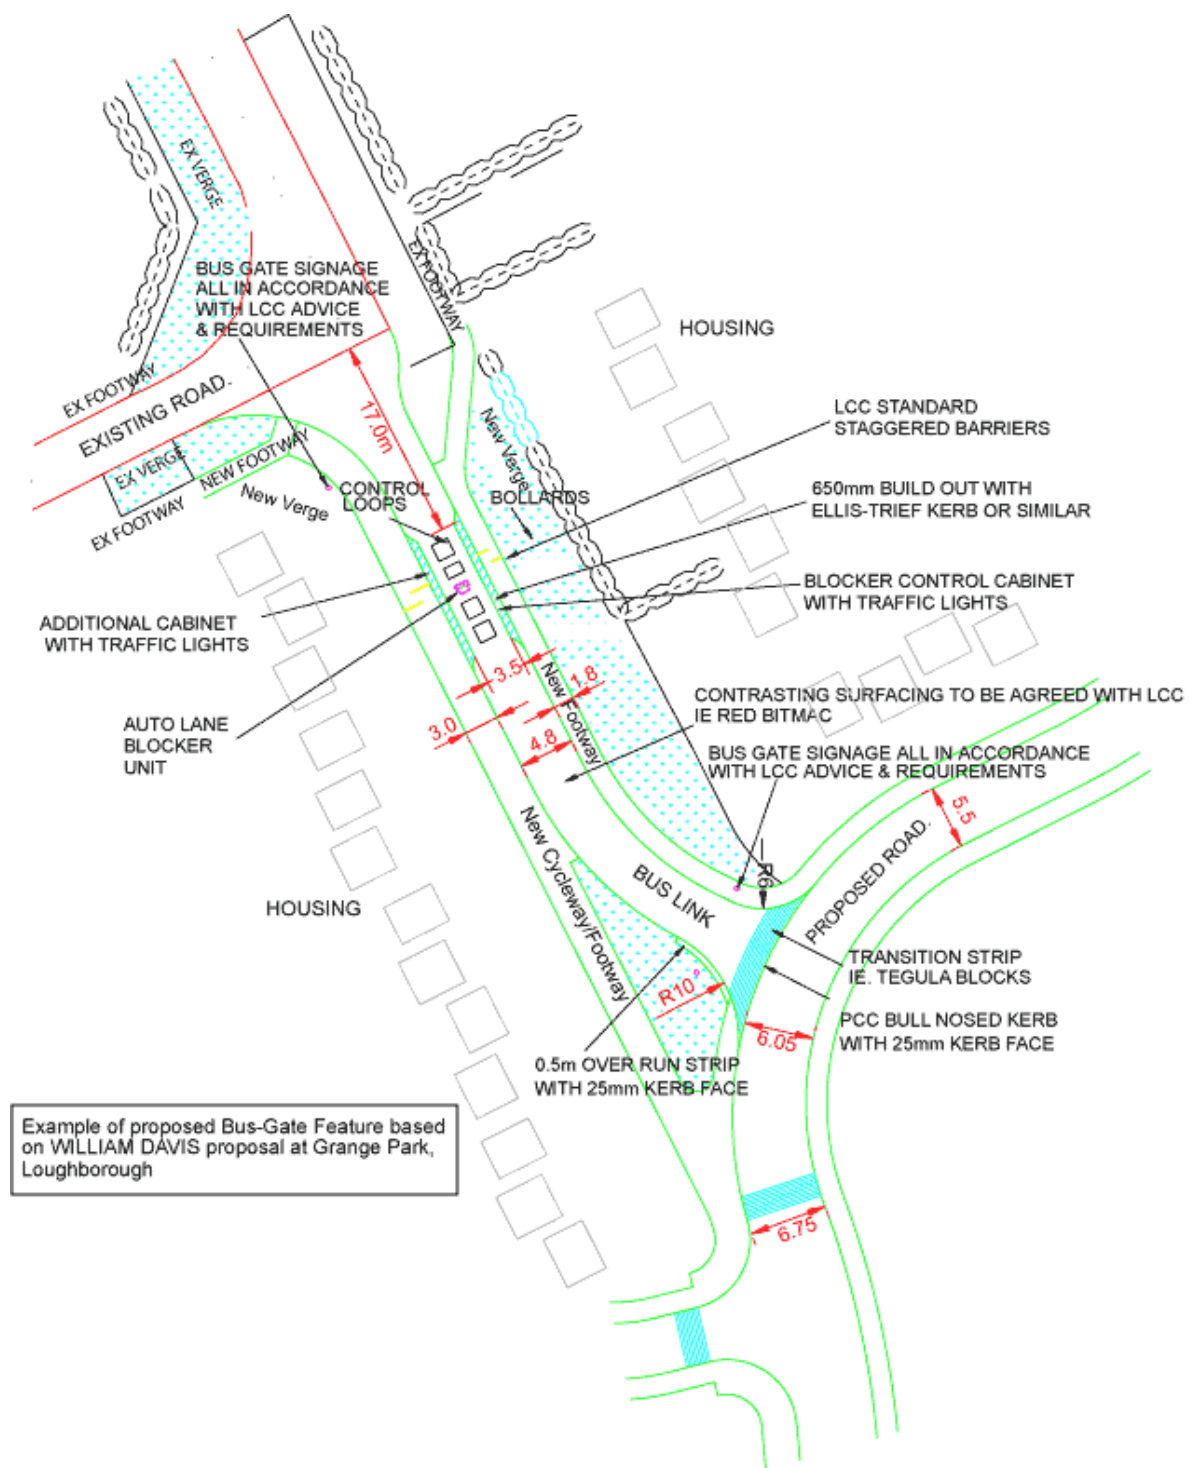 EX VERGE
BUS GATE SIGNAGE
ALL IN ACCORDANCE
WITH LCC ADVICE
& REQUIREMENTS
EX FOOTWAY
HOUSING
EX FOOTWAY
EXISTING ROAD.
17.0m
EX VERGE
NEW FOOTWAY
New Verge
EX FOOTWAY
CONTROL
LOOPS
New Verge
BOLLARDS
LCC STANDARD
STAGGERED BARRIERS
650mm BUILD OUT WITH
ELLIS-TRIEF KERB OR SIMILAR
BLOCKER CONTROL CABINET
WITH TRAFFIC LIGHTS
ADDITIONAL CABINET
WITH TRAFFIC LIGHTS
AUTO LANE
BLOCKER
UNIT
3.5
1.8
3.0
4.8
New Footway
CONTRASTING SURFACING TO BE AGREED WITH LCC
IE RED BITMAC
BUS GATE SIGNAGE ALL IN ACCORDANCE
WITH LCC ADVICE & REQUIREMENTS
5.5
R6
PROPOSED ROAD.
BUS LINK
New Cycleway/Footway
HOUSING
TRANSITION STRIP
IE. TEGULA BLOCKS
R10
PCC BULL NOSED KERB
WITH 25mm KERB FACE
6.05
0.5m OVER RUN STRIP
WITH 25mm KERB FACE
Example of proposed Bus-Gate Feature based
on WILLIAM DAVIS proposal at Grange Park,
Loughborough
6.75